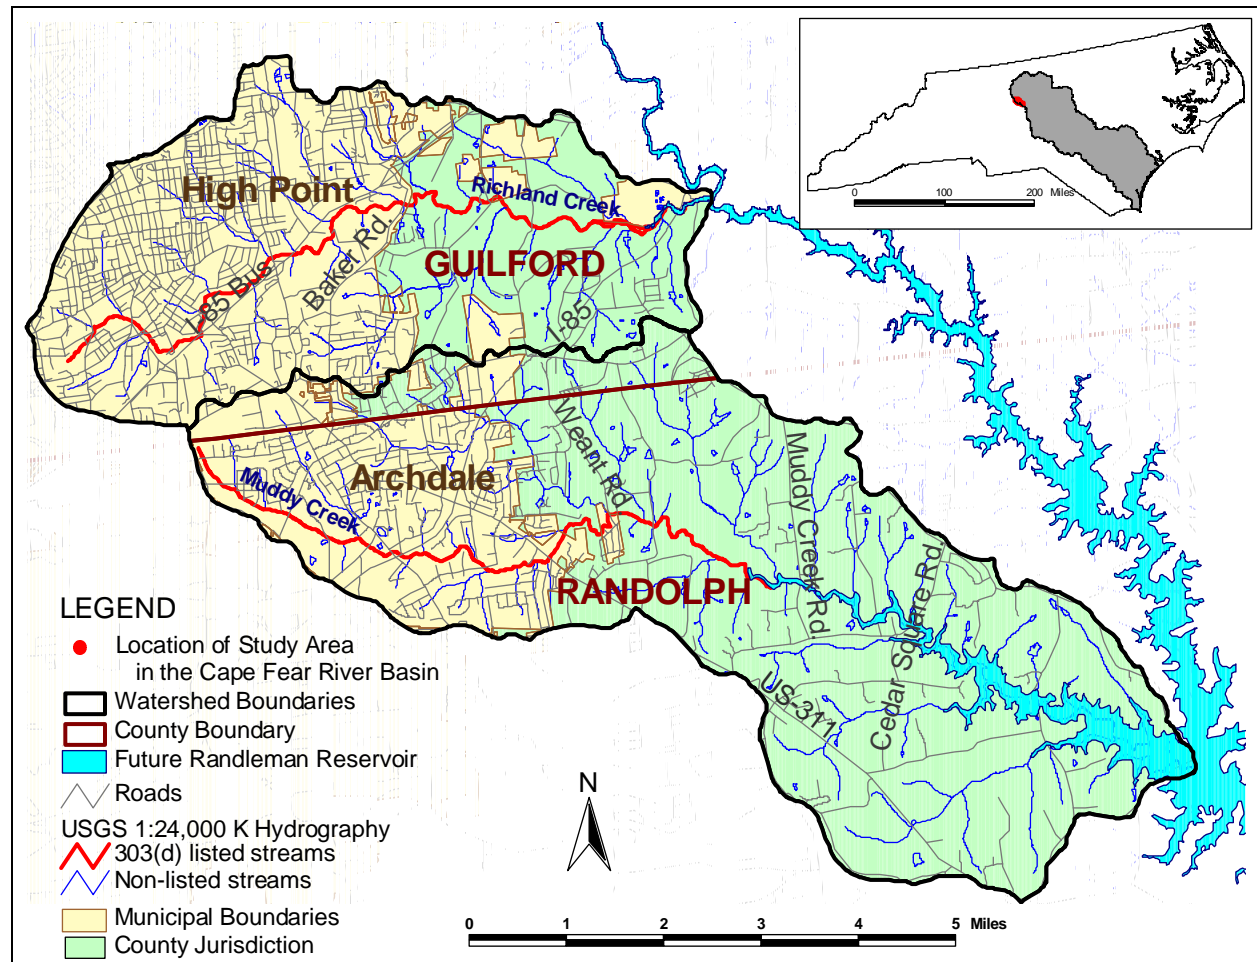 0 100 200 Miles
High Point
Richland Creek
Baker Rd.
GUILFORD
I-85 Bus
I-85
Weant Rd
Archdale
Muddy Creek
Muddy Creek Rd.
RANDOLPH
Cedar Square Rd.
US-311
LEGEND
Location of Study Area
in the Cape Fear River Basin
Watershed Boundaries
County Boundary
Future Randleman Reservoir
Roads
USGS 1:24,000 K Hydrography
303(d) listed streams
Non-listed streams
Municipal Boundaries
County Jurisdiction
N
0 1 2 3 4 5 Miles